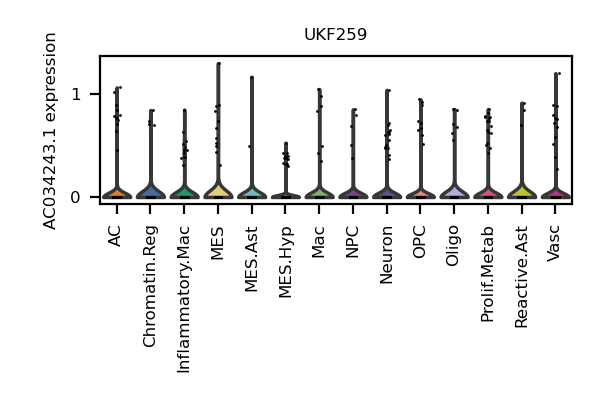 UKF259
AC034243.1 expression
1
0
AC
Chromatin.Reg
Inflammatory.Mac
MES
MES.Ast
MES.Hyp
Mac
NPC
Neuron
OPC
Oligo
Prolif.Metab
Reactive.Ast
Vasc